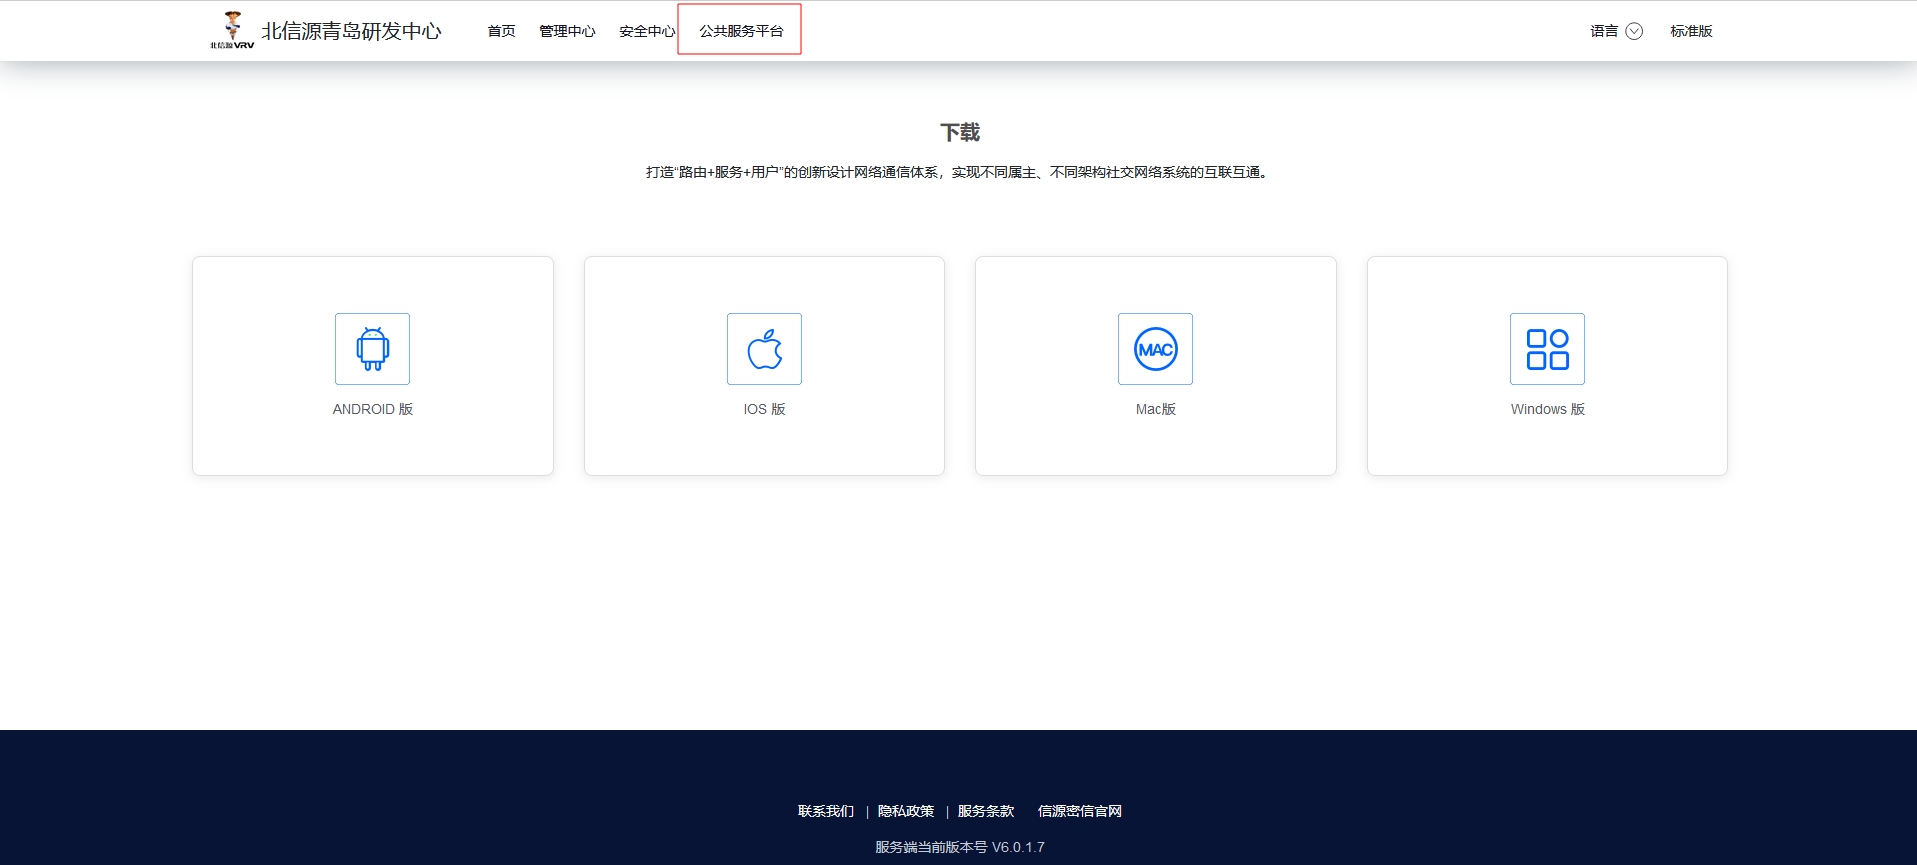 北信源VRV 北信源青岛研发中心 首页 管理中心 安全中心 公共服务平台 语言 标准版
下载
打造“路由+服务+用户”的创新设计网络通信体系，实现不同属主、不同架构社交网络系统的互联互通。
MAC
ANDROID 版 IOS 版 Mac版 Windows 版
联系我们 | 隐私政策 | 服务条款 信源密信官网
服务端当前版本号 V6.0.1.7